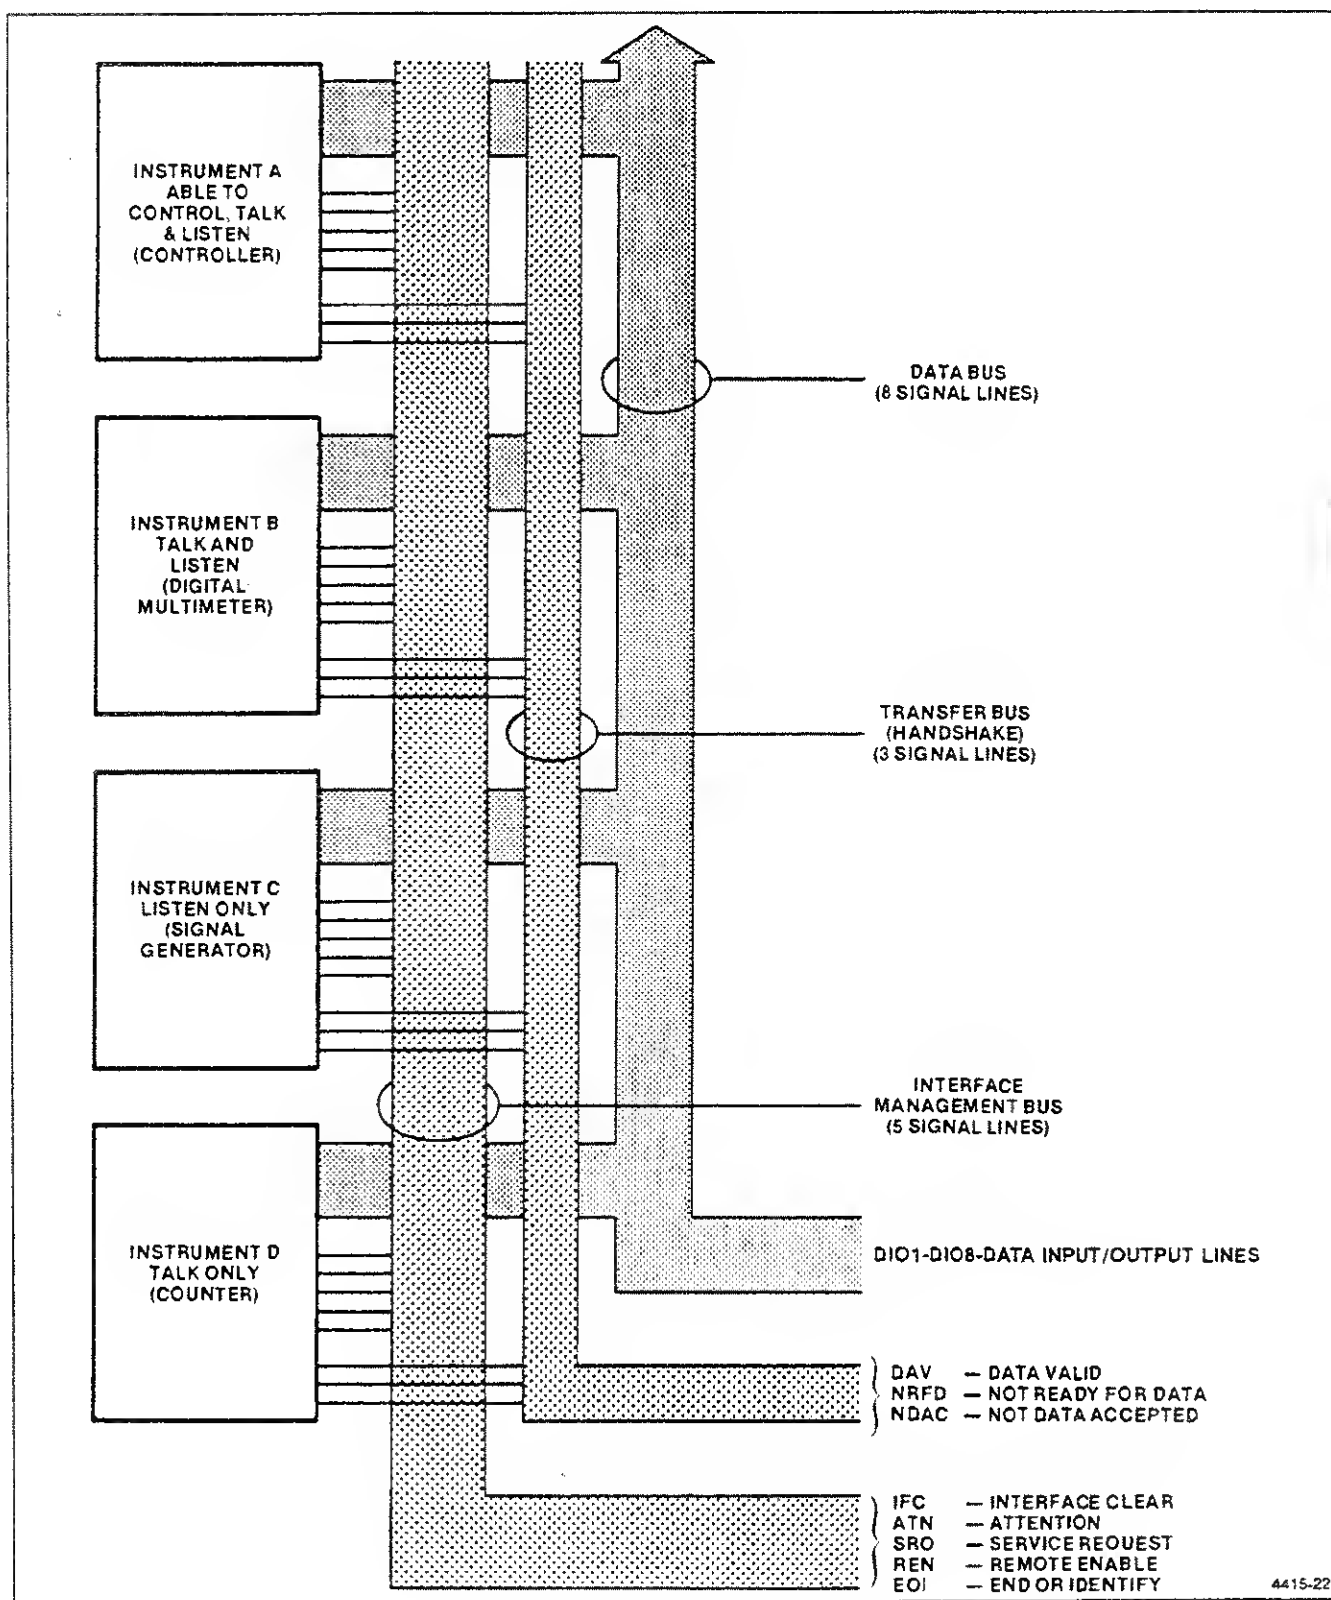 INSTRUMENT A
ABLE TO
CONTROL, TALK
& LISTEN
(CONTROLLER)
DATA BUS
(8 SIGNAL LINES)
INSTRUMENT B
TALK AND
LISTEN
(DIGITAL
MULTIMETER)
TRANSFER BUS
(HANDSHAKE)
(3 SIGNAL LINES)
INSTRUMENT C
LISTEN ONLY
(SIGNAL
GENERATOR)
INTERFACE
MANAGEMENT BUS
(5 SIGNAL LINES)
INSTRUMENT D
TALK ONLY
(COUNTER)
DIO1-DIO8-DATA INPUT/OUTPUT LINES
DAV — DATA VALID
NRFD — NOT READY FOR DATA
NDAC — NOT DATA ACCEPTED
IFC — INTERFACE CLEAR
ATN — ATTENTION
SRQ — SERVICE REQUEST
REN — REMOTE ENABLE
EOI — END OR IDENTIFY
4415-22